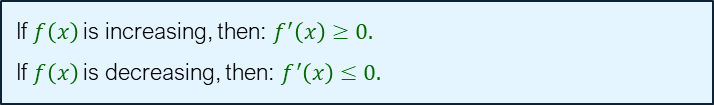 If f(x) is increasing, then: f′(x) ≥ 0.
If f(x) is decreasing, then: f′(x) ≤ 0.